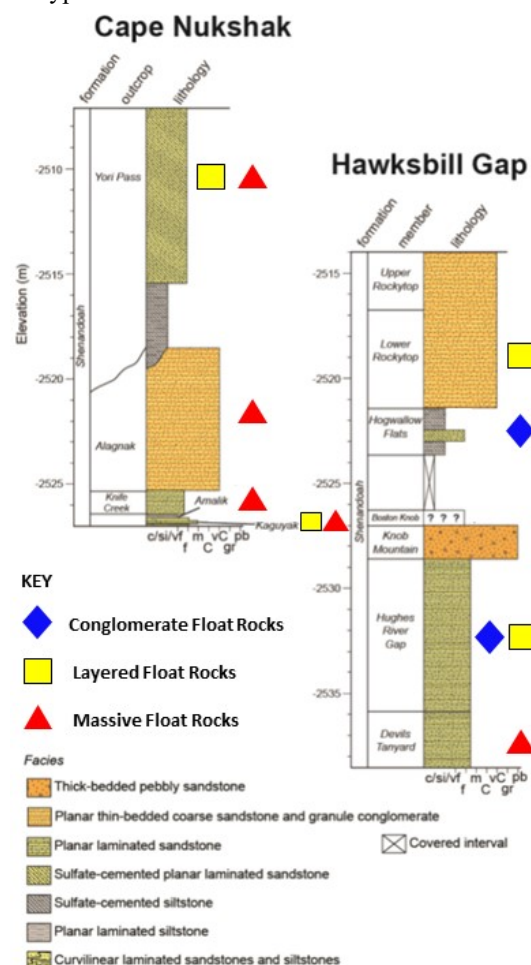 Cape Nukshak
formation
outcrop
lithology
Elevation (m)
-2510
-2515
-2520
-2525
Shenandoah
Yori Pass
Alagnak
Knife
Creek
Amalik
Kaguyak
c/si/vf m vC pb
f C gr
Hawksbill Gap
formation
member
lithology
-2515
-2520
-2525
-2530
-2535
Shenandoah
Upper
Rockytop
Lower
Rockytop
Hogwallow
Flats
Boston Knob ? ? ?
Knob
Mountain
Hughes
River
Gap
Devils
Tanyard
c/si/vf m vC pb
f C gr
KEY
Conglomerate Float Rocks
Layered Float Rocks
Massive Float Rocks
Facies
Thick-bedded pebbly sandstone
Planar thin-bedded coarse sandstone and granule conglomerate
Planar laminated sandstone
Covered interval
Sulfate-cemented planar laminated sandstone
Sulfate-cemented siltstone
Planar laminated siltstone
Curvilinear laminated sandstones and siltstones